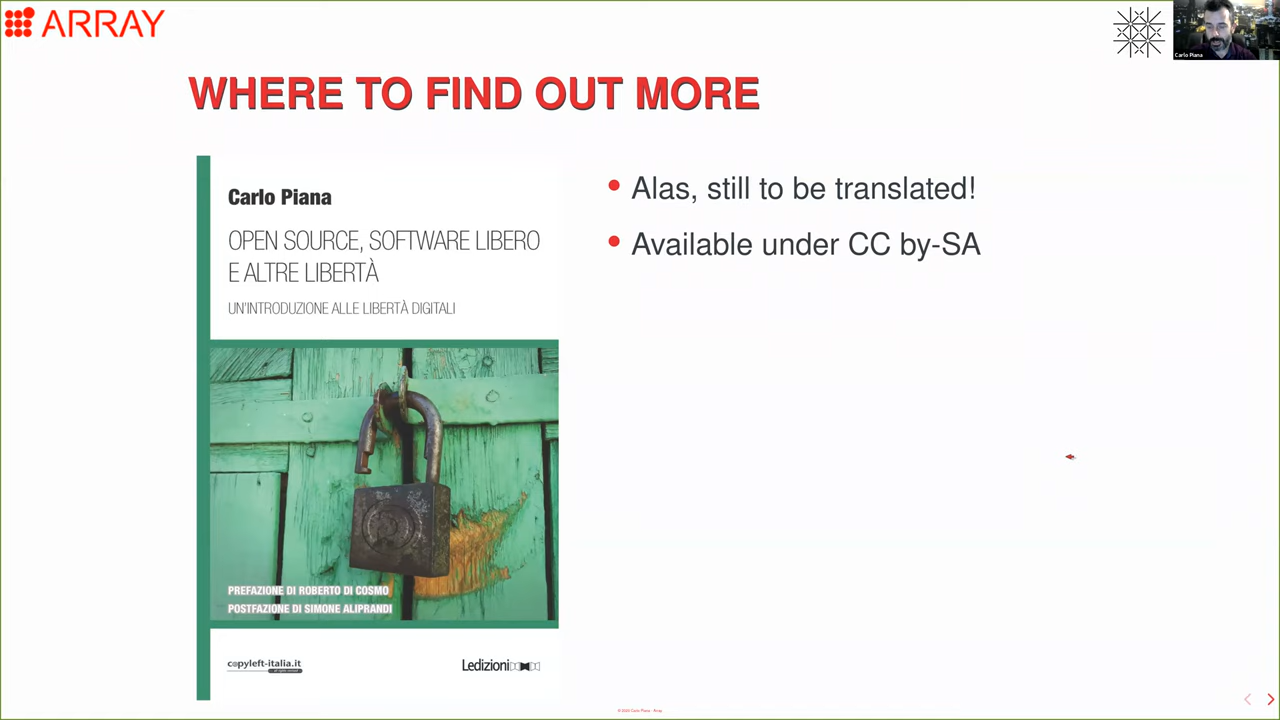 ARRAY
Carlo Piana
WHERE TO FIND OUT MORE
Carlo Piana
OPEN SOURCE, SOFTWARE LIBERO
E ALTRE LIBERTÀ
UN'INTRODUZIONE ALLE LIBERTÀ DIGITALI
PREFAZIONE DI ROBERTO DI COSMO
POSTFAZIONE DI SIMONE ALIPRANDI
copyleft-italia.it
Ledizioni
Alas, still to be translated!
Available under CC by-SA